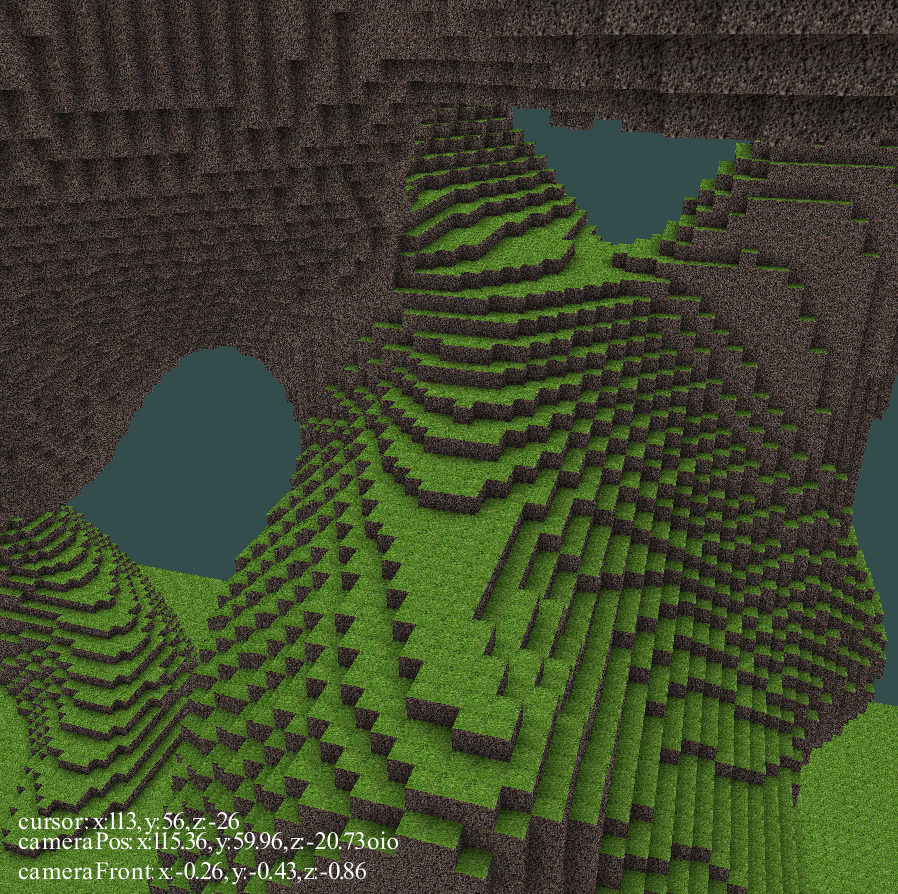 cursor: x:113, y:56, z:-26
cameraPos: x:115.36, y:59.96, z:-20.73oio
cameraFront: x:-0.26, y:-0.43, z:-0.86